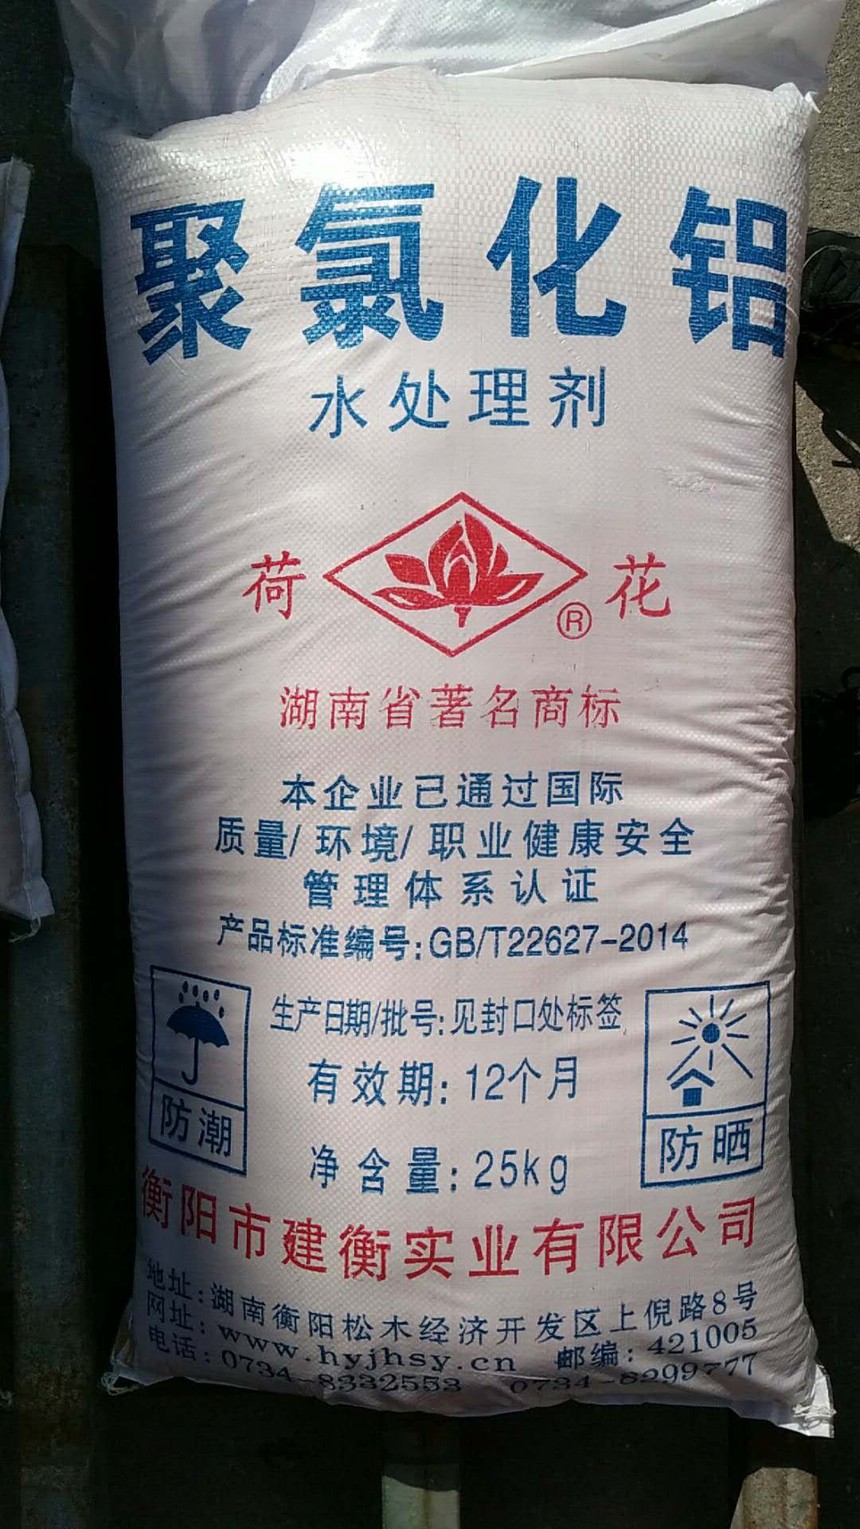 聚氯化铝
水处理剂
荷 花
®
湖南省著名商标
本企业已通过国际
质量/环境/职业健康安全
管理体系认证
产品标准编号:GB/T22627-2014
生产日期/批号:见封口处标签
有效期:12个月
防潮
防晒
净含量:25kg
衡阳市建衡实业有限公司
地址:湖南衡阳松木经济开发区上倪路8号
网址:www.hyjhsy.cn 邮编:421005
电话:0734-8332553 0734-8299777